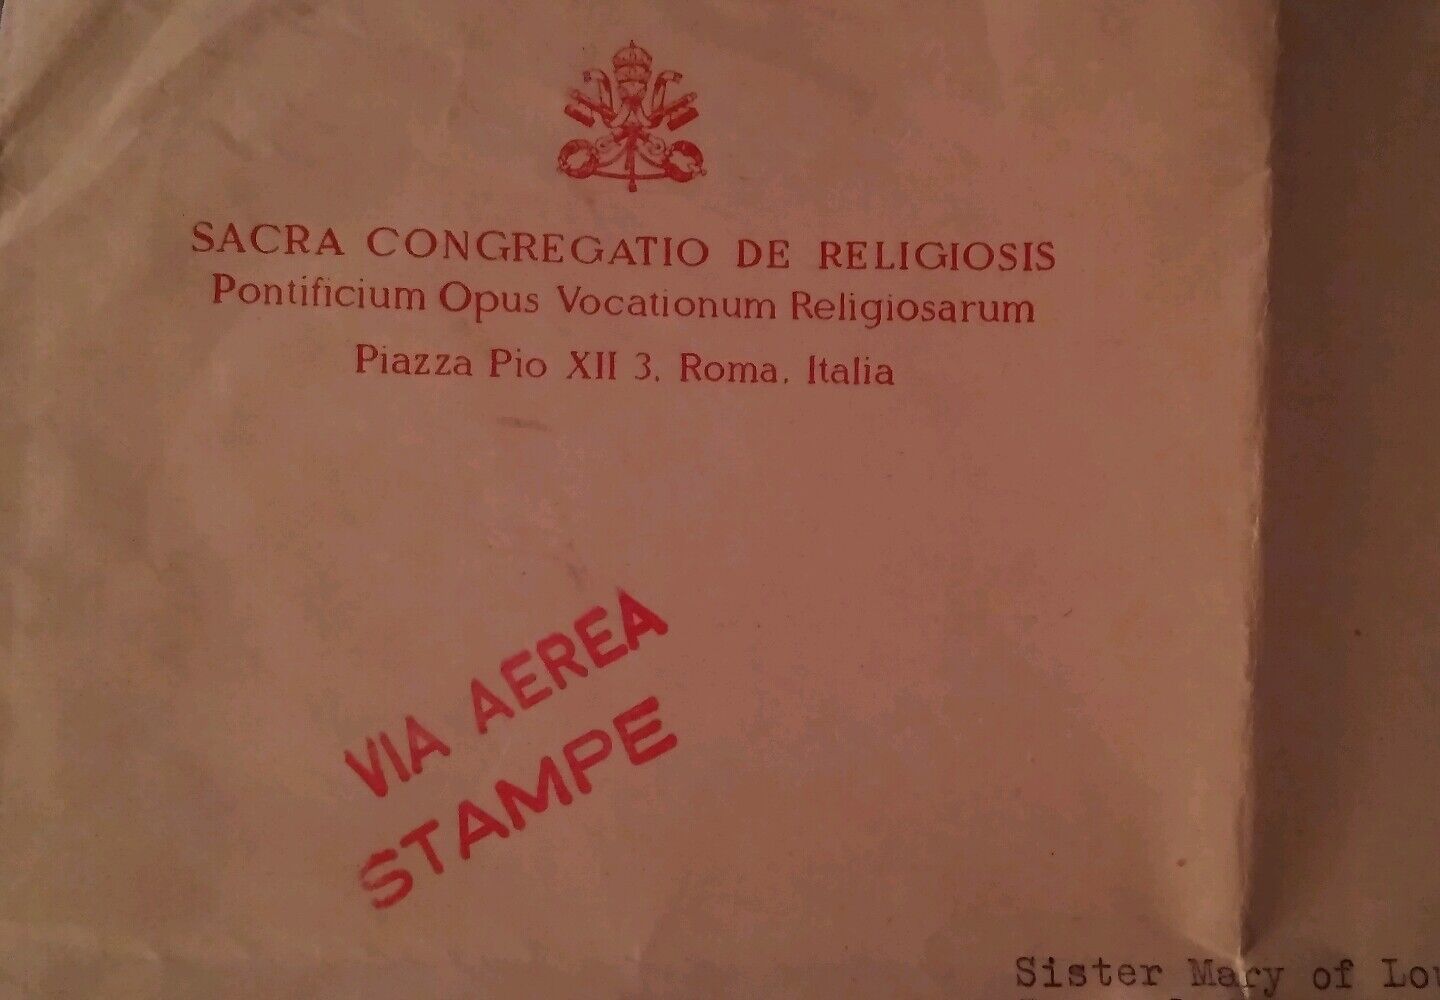 SACRA CONGREGATIO DE RELIGIOSIS
Pontificium Opus Vocationum Religiosarum
Piazza Pio XII 3. Roma. Italia
VIA AEREA
STAMPE
Sister Mary of